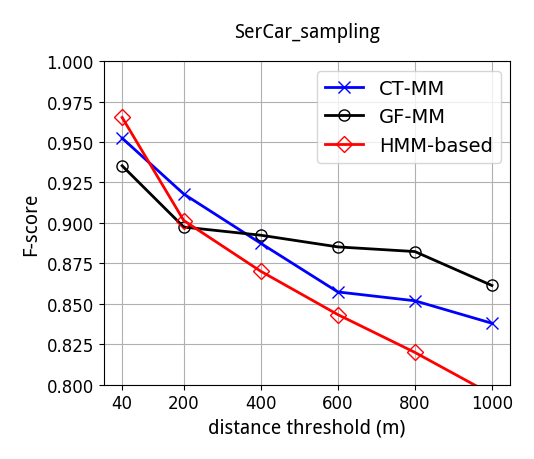 SerCar_sampling
CT-MM
GF-MM
HMM-based
F-score
1.000
0.975
0.950
0.925
0.900
0.875
0.850
0.825
0.800
40 200 400 600 800 1000
distance threshold (m)